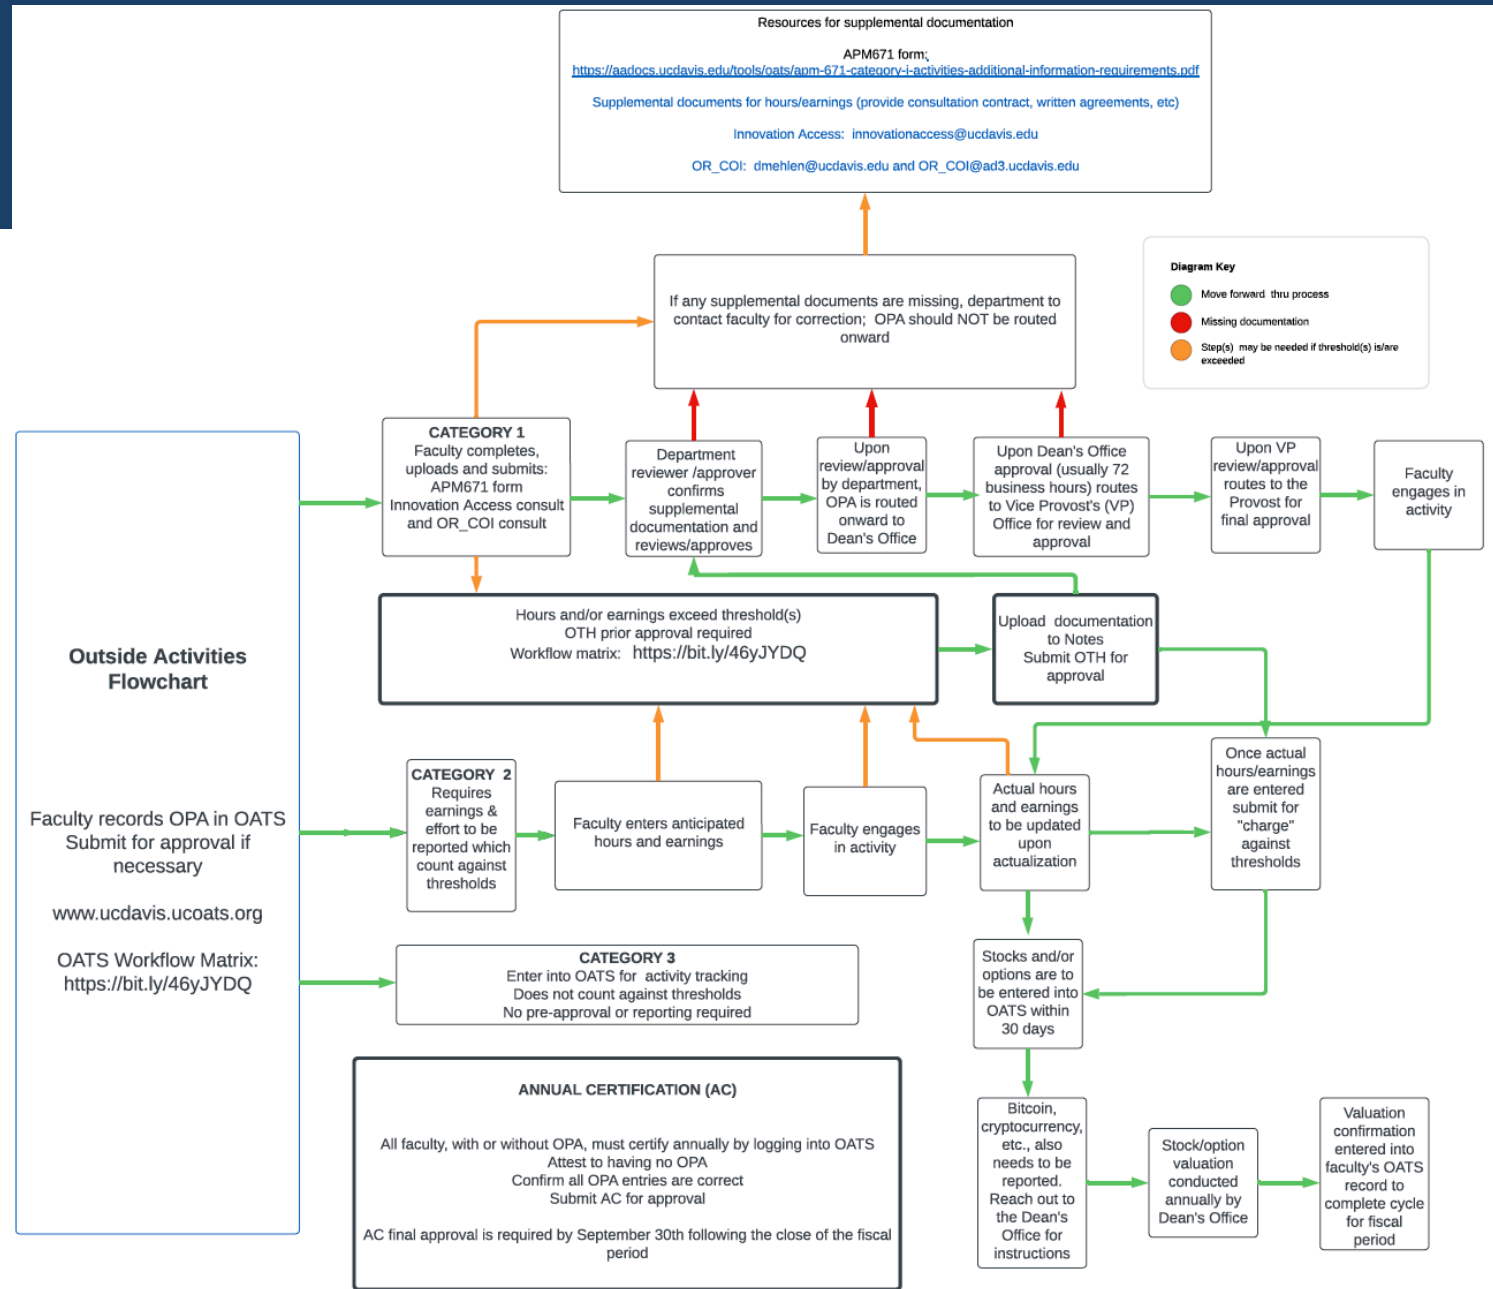 Resources for supplemental documentation
APM671 form;
https://aadocs.ucdavis.edu/tools/oats/apm-671-category-i-activities-additional-information-requirements.pdf
Supplemental documents for hours/earnings (provide consultation contract, written agreements, etc)
Innovation Access: innovationaccess@ucdavis.edu
OR_COI: dmehlen@ucdavis.edu and OR_COI@ad3.ucdavis.edu
If any supplemental documents are missing, department to
contact faculty for correction; OPA should NOT be routed
onward
Diagram Key
Move forward thru process
Missing documentation
Step(s) may be needed if threshold(s) is/are
exceeded
CATEGORY 1
Faculty completes,
uploads and submits:
APM671 form
Innovation Access consult
and OR_COI consult
Department
reviewer /approver
confirms
supplemental
documentation and
reviews/approves
Upon
review/approval
by department,
OPA is routed
onward to
Dean's Office
Upon Dean's Office
approval (usually 72
business hours) routes
to Vice Provost's (VP)
Office for review and
approval
Upon VP
review/approval
routes to the
Provost for
final approval
Faculty
engages in
activity
Hours and/or earnings exceed threshold(s)
OTH prior approval required
Workflow matrix: https://bit.ly/46yJYDQ
Upload documentation
to Notes
Submit OTH for
approval
Outside Activities
Flowchart
Faculty records OPA in OATS
Submit for approval if
necessary
www.ucdavis.ucoats.org
OATS Workflow Matrix:
https://bit.ly/46yJYDQ
CATEGORY 2
Requires
earnings &
effort to be
reported which
count against
thresholds
Faculty enters anticipated
hours and earnings
Faculty engages
in activity
Actual hours
and earnings
to be updated
upon
actualization
Once actual
hours/earnings
are entered
submit for
"charge"
against
thresholds
CATEGORY 3
Enter into OATS for activity tracking
Does not count against thresholds
No pre-approval or reporting required
Stocks and/or
options are to
be entered into
OATS within
30 days
ANNUAL CERTIFICATION (AC)
All faculty, with or without OPA, must certify annually by logging into OATS
Attest to having no OPA
Confirm all OPA entries are correct
Submit AC for approval
AC final approval is required by September 30th following the close of the fiscal
period
Bitcoin,
cryptocurrency,
etc., also
needs to be
reported.
Reach out to
the Dean's
Office for
instructions
Stock/option
valuation
conducted
annually by
Dean's Office
Valuation
confirmation
entered into
faculty's OATS
record to
complete cycle
for fiscal
period